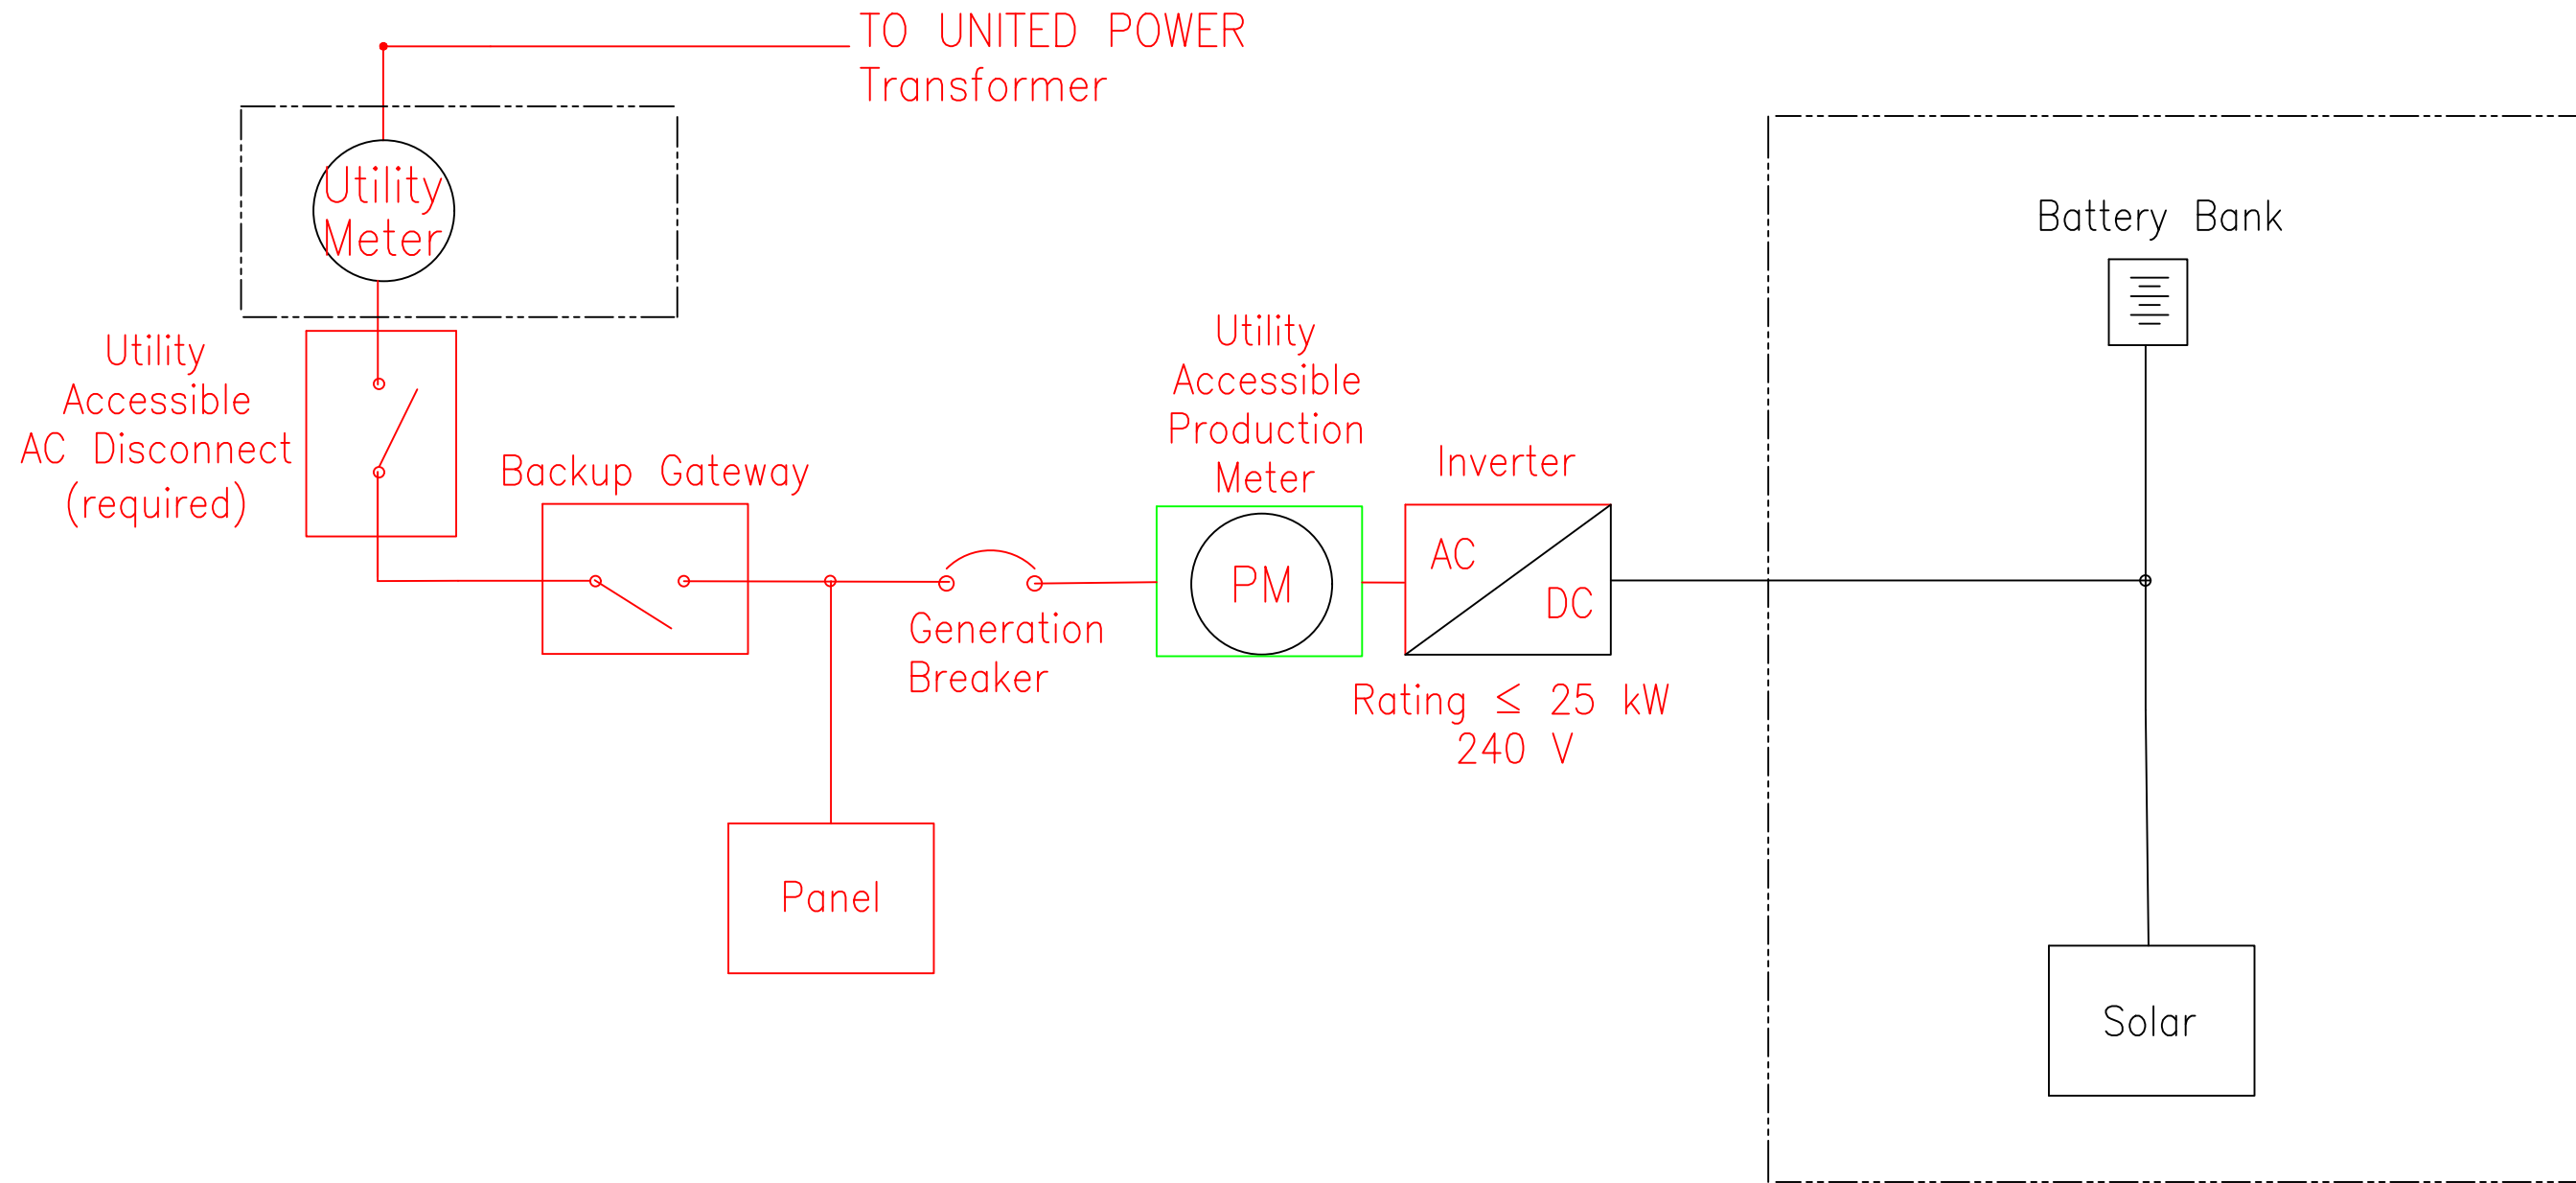 TO UNITED POWER
Transformer
Utility
Meter
Battery Bank
Utility
Accessible
AC Disconnect
(required)
Backup Gateway
Utility
Accessible
Production
Meter
Inverter
AC
DC
PM
Generation
Breaker
Rating ≤ 25 kW
240 V
Panel
Solar